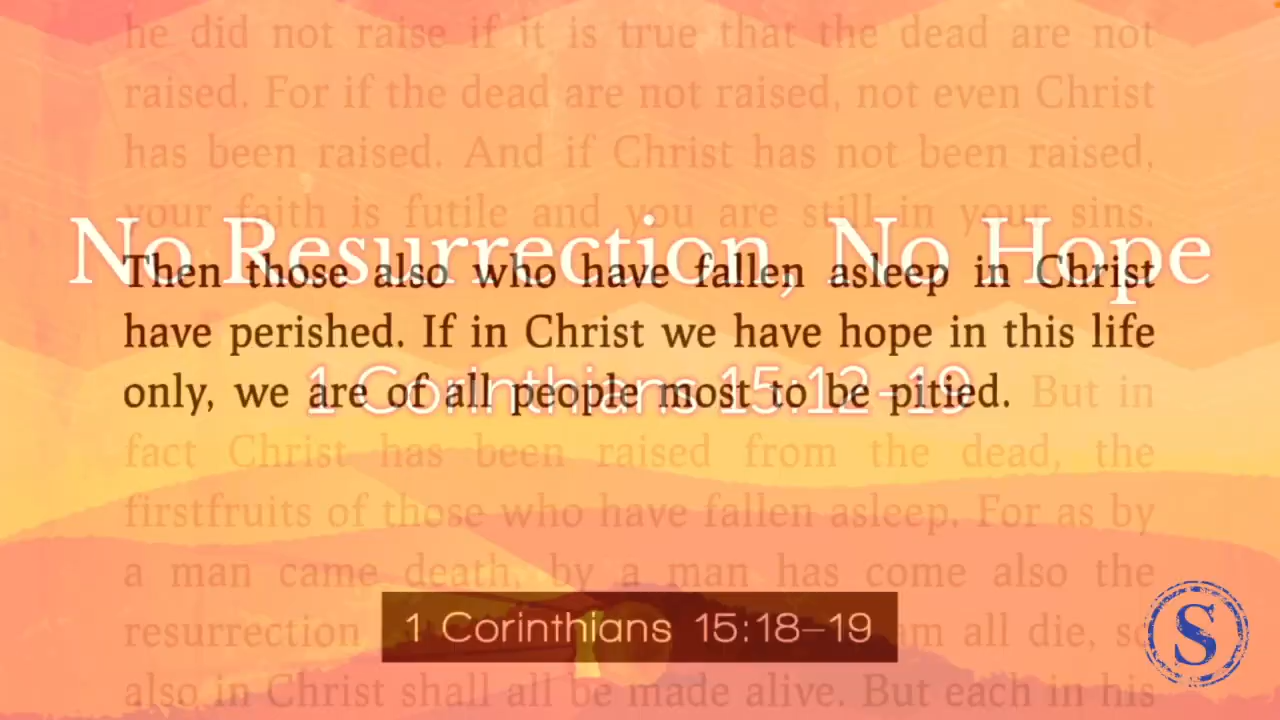 he did not raise if it is true that the dead are not
raised. For if the dead are not raised, not even Christ
has been raised. And if Christ has not been raised,
your faith is futile and you are still in your sins.
No Resurrection, No Hope
Then those also who have fallen asleep in Christ
have perished. If in Christ we have hope in this life
only, we are of all people most to be pitied. But in
1 Corinthians 15:12–19
fact Christ has been raised from the dead, the
firstfruits of those who have fallen asleep. For as by
a man came death, by a man has come also the
resurrection am all die, so
1 Corinthians 15:18–19
also in Christ shall all be made alive. But each in his
S